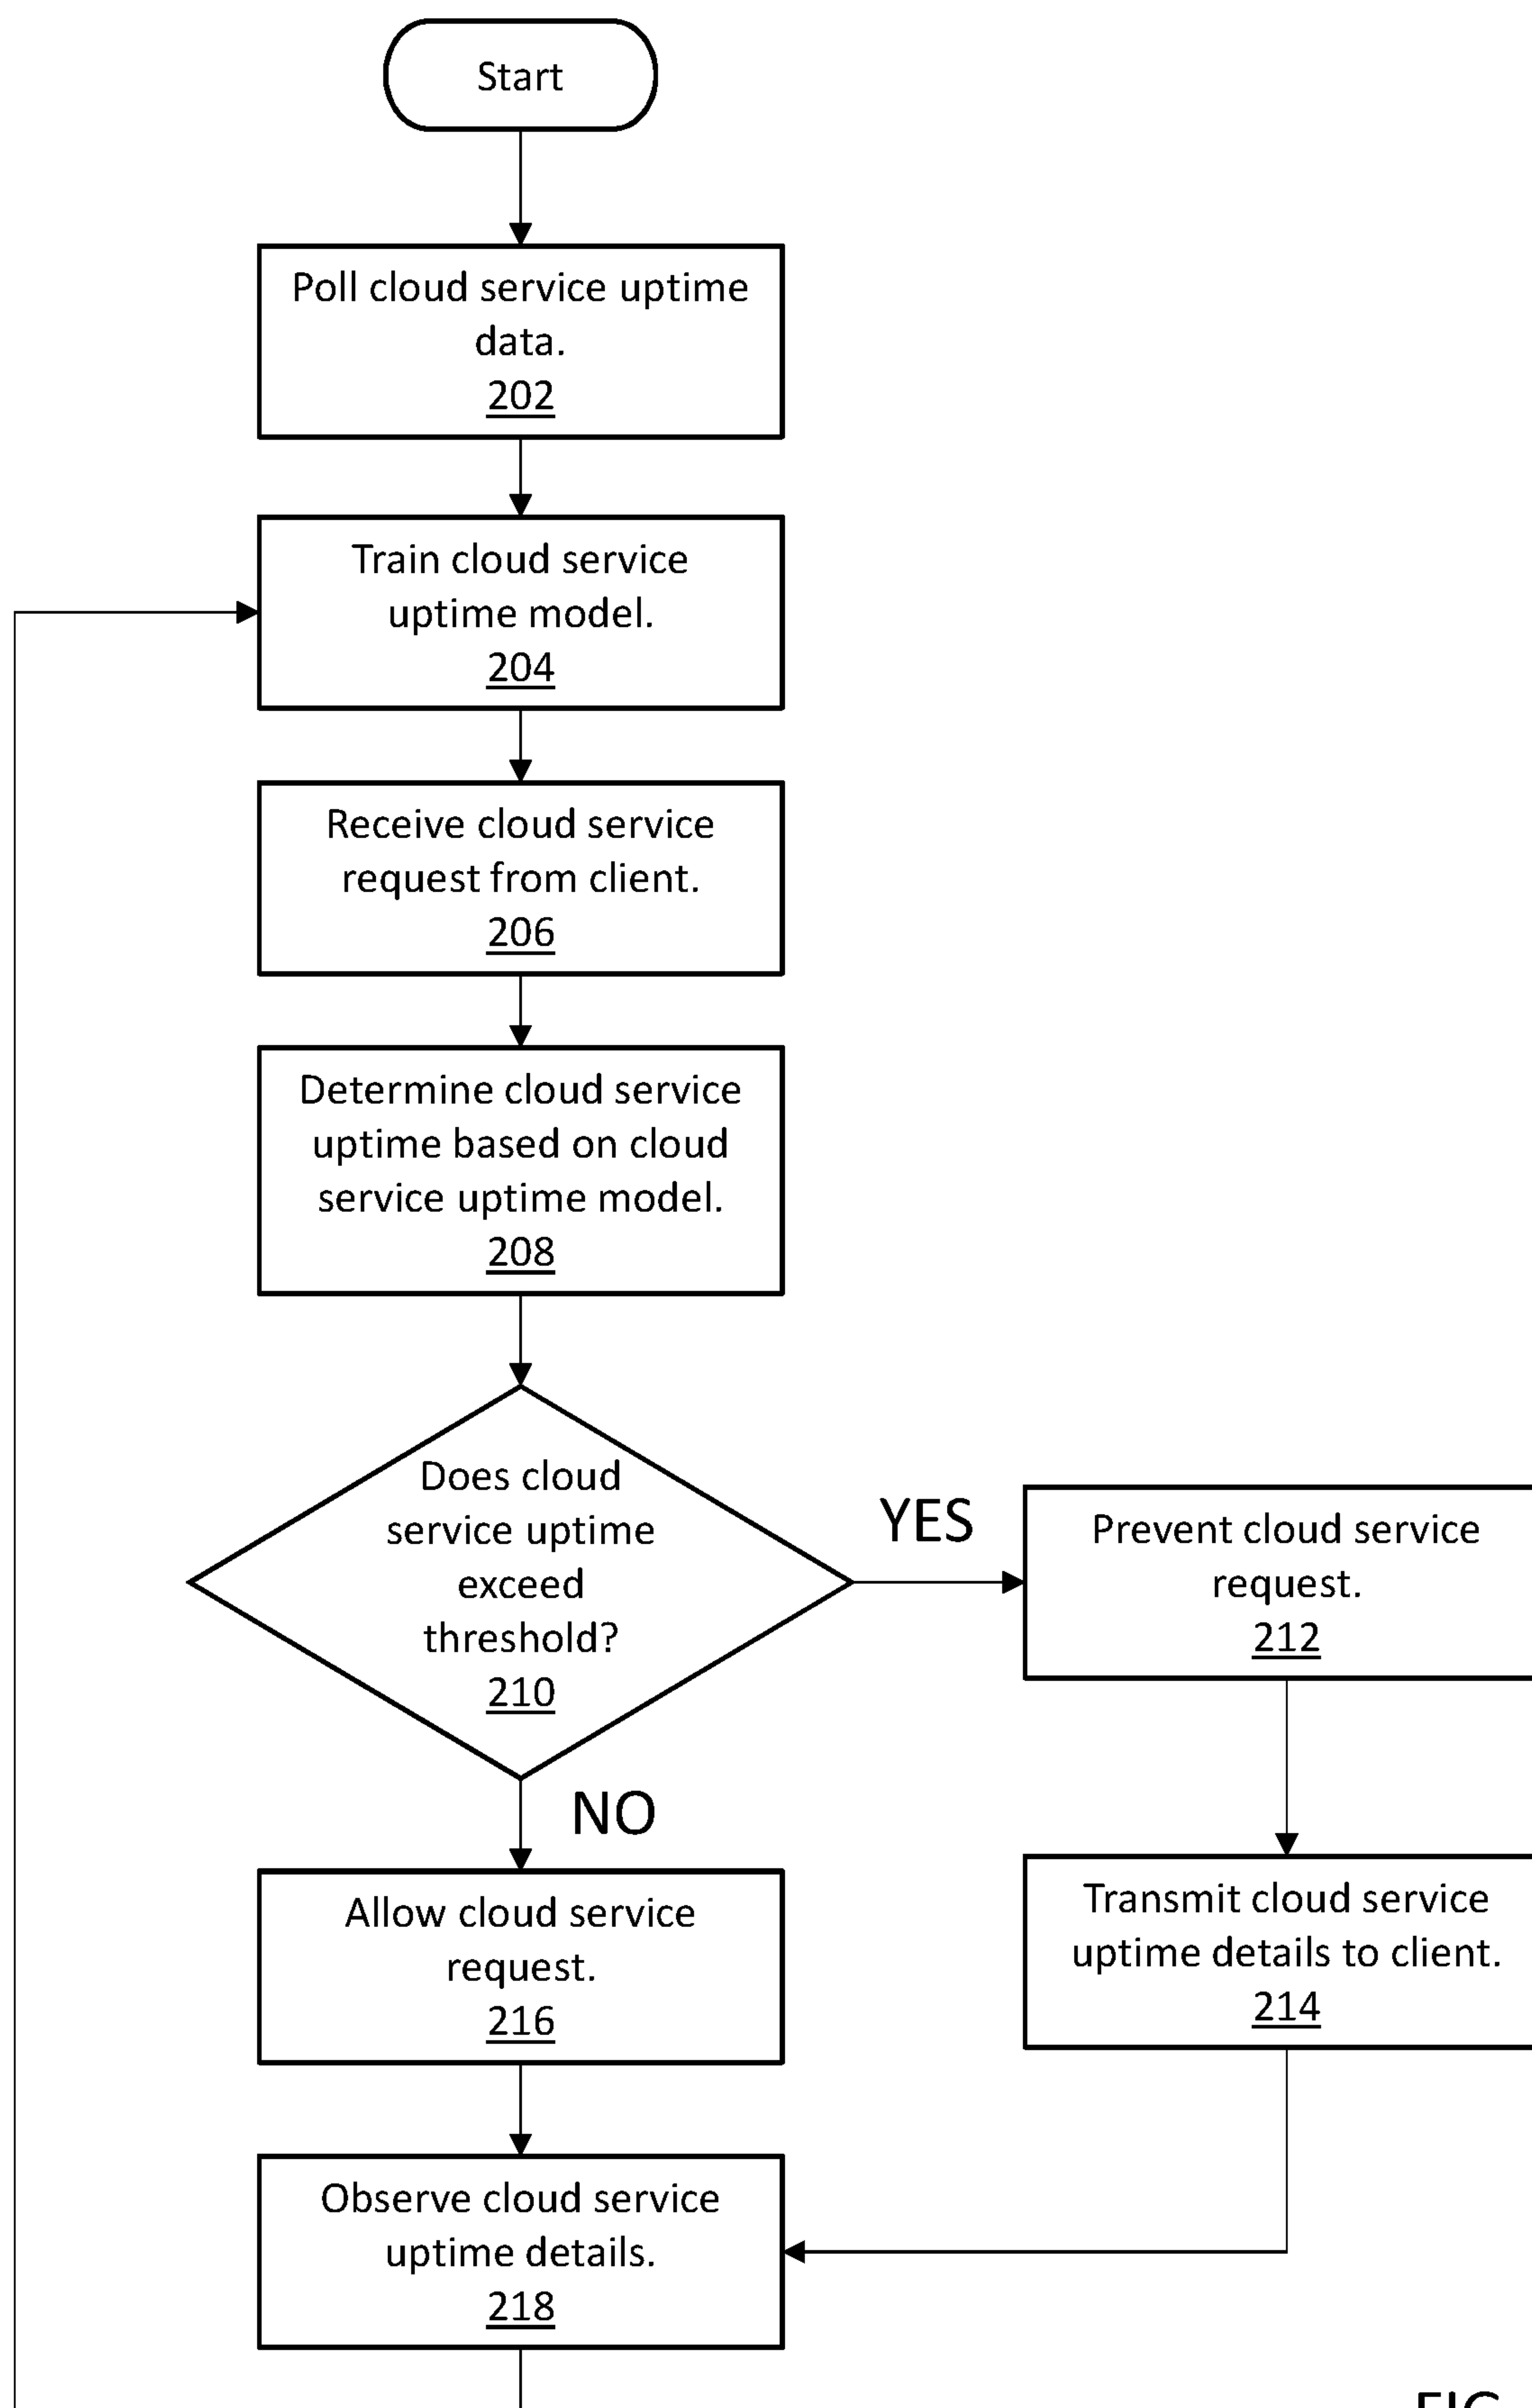 Start
Poll cloud service uptime
data.
202
Train cloud service
uptime model.
204
Receive cloud service
request from client.
206
Determine cloud service
uptime based on cloud
service uptime model.
208
Does cloud
service uptime
exceed
threshold?
210
YES
Prevent cloud service
request.
212
NO
Transmit cloud service
uptime details to client.
214
Allow cloud service
request.
216
Observe cloud service
uptime details.
218
FIG